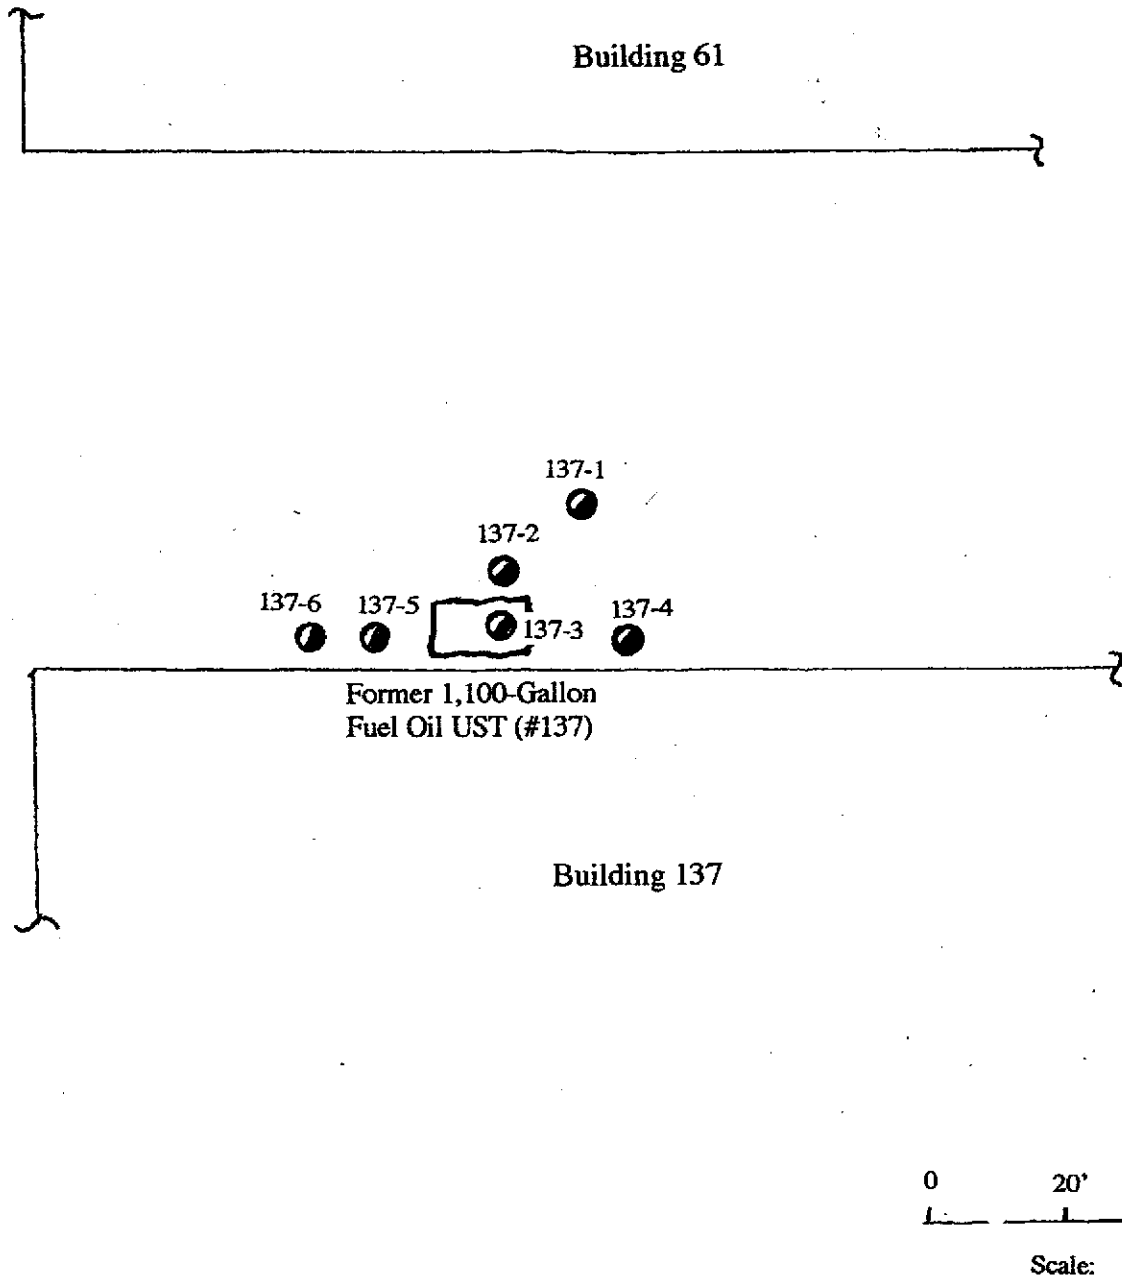 Building 61
137-1
137-2
137-6
137-5
137-3
137-4
Former 1,100-Gallon
Fuel Oil UST (#137)
Building 137
0
20'
Scale: